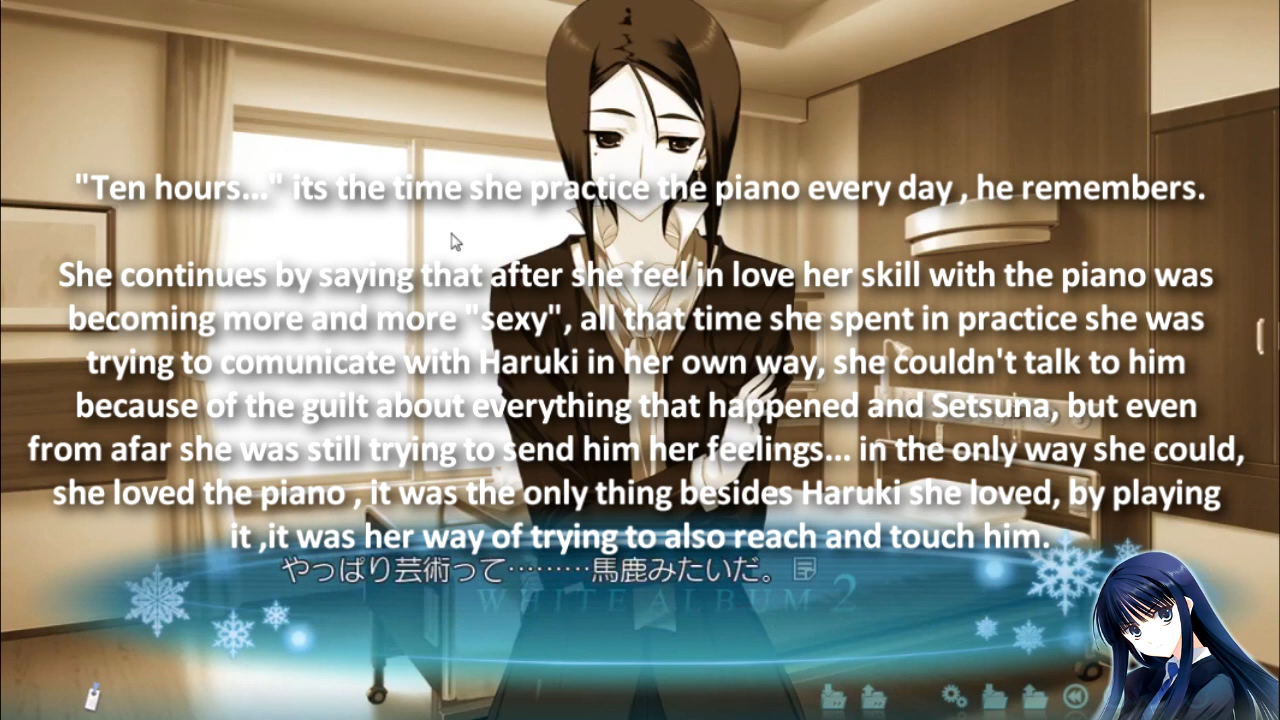 "Ten hours..." its the time she practice the piano every day , he remembers.
She continues by saying that after she feel in love her skill with the piano was
becoming more and more "sexy", all that time she spent in practice she was
trying to comunicate with Haruki in her own way, she couldn't talk to him
because of the guilt about everything that happened and Setsuna, but even
from afar she was still trying to send him her feelings... in the only way she could,
she loved the piano , it was the only thing besides Haruki she loved, by playing
it ,it was her way of trying to also reach and touch him.
やっぱり芸術って………馬鹿みたいだ。
WHITE ALBUM 2